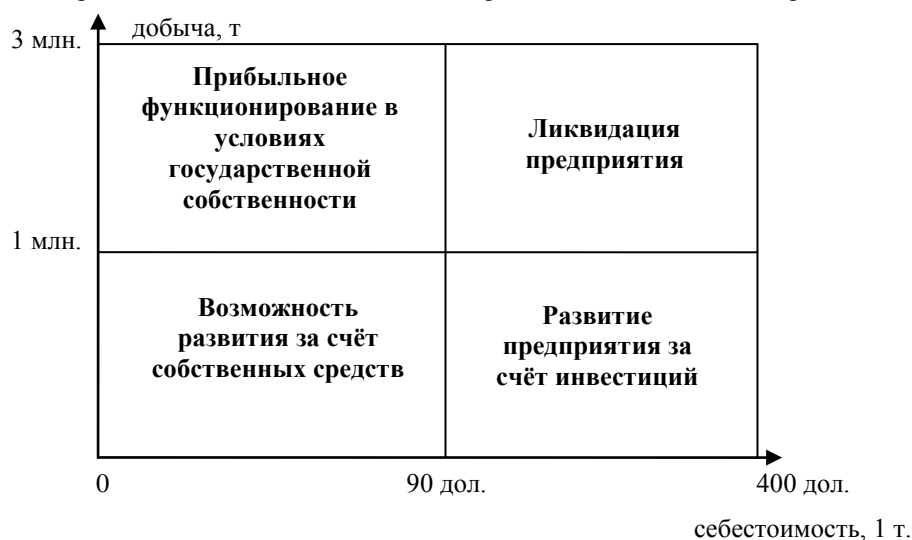 3 млн.
добыча, т
Прибыльное
функционирование в
условиях
государственной
собственности
Ликвидация
предприятия
1 млн.
Возможность
развития за счёт
собственных средств
Развитие
предприятия за
счёт инвестиций
0
90 дол.
400 дол.
себестоимость, 1 т.